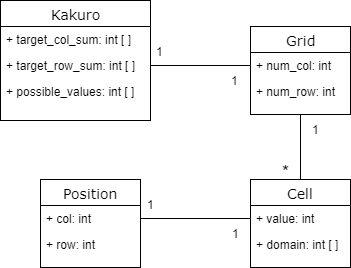 Kakuro
+ target_col_sum: int [ ]
+ target_row_sum: int [ ]
+ possible_values: int [ ]
1
1
Grid
+ num_col: int
+ num_row: int
1
*
Position
+ col: int
+ row: int
1
1
Cell
+ value: int
+ domain: int [ ]